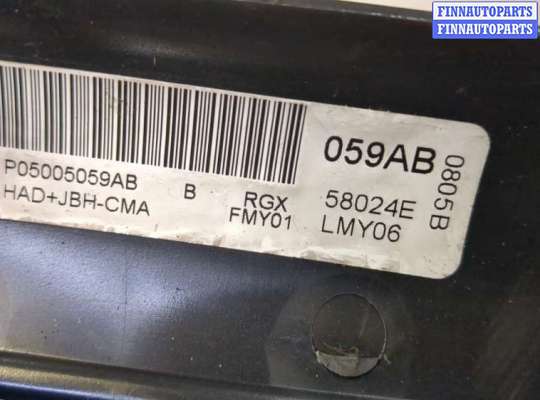 FINNAUTOPARTS
FINNAUTOPARTS
059AB
P05005059AB B RGX 58024E
HAD+JBH-CMA FMY01 LMY06
0805B